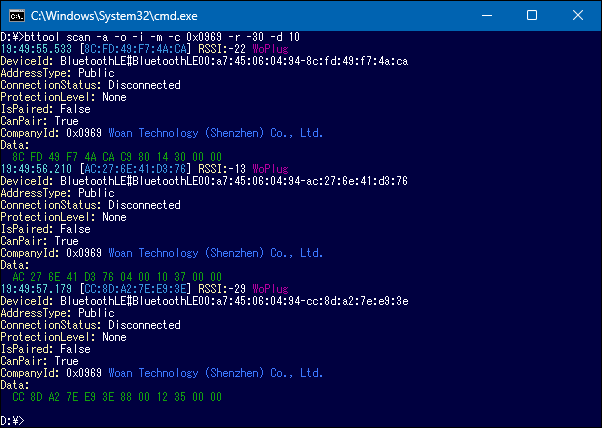 C:\Windows\System32\cmd.exe
D:¥>bttool scan -a -o -i -m -c 0x0969 -r -30 -d 10
19:49:55.533 [8C:FD:49:F7:4A:CA] RSSI:-22 WoPlug
DeviceId: BluetoothLE#BluetoothLE00:a7:45:06:04:94-8c:fd:49:f7:4a:ca
AddressType: Public
ConnectionStatus: Disconnected
ProtectionLevel: None
IsPaired: False
CanPair: True
CompanyId: 0x0969 Woan Technology (Shenzhen) Co., Ltd.
Data:
8C FD 49 F7 4A CA C9 80 14 30 00 00
19:49:56.210 [AC:27:6E:41:D3:76] RSSI:-13 WoPlug
DeviceId: BluetoothLE#BluetoothLE00:a7:45:06:04:94-ac:27:6e:41:d3:76
AddressType: Public
ConnectionStatus: Disconnected
ProtectionLevel: None
IsPaired: False
CanPair: True
CompanyId: 0x0969 Woan Technology (Shenzhen) Co., Ltd.
Data:
AC 27 6E 41 D3 76 04 00 10 37 00 00
19:49:57.179 [CC:8D:A2:7E:E9:3E] RSSI:-29 WoPlug
DeviceId: BluetoothLE#BluetoothLE00:a7:45:06:04:94-cc:8d:a2:7e:e9:3e
AddressType: Public
ConnectionStatus: Disconnected
ProtectionLevel: None
IsPaired: False
CanPair: True
CompanyId: 0x0969 Woan Technology (Shenzhen) Co., Ltd.
Data:
CC 8D A2 7E E9 3E 88 00 12 35 00 00
D:¥>